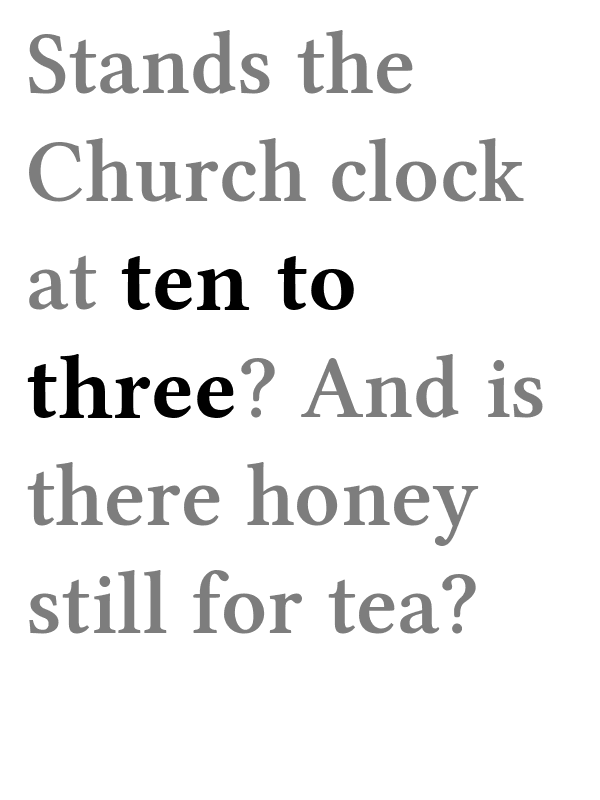 Stands the
Church clock
at ten to
three? And is
there honey
still for tea?